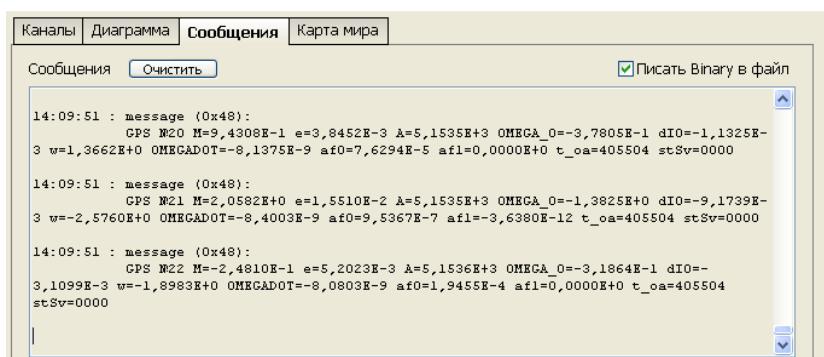 Каналы Диаграмма Сообщения Карта мира
Сообщения Очистить Писать Binary в файл
14:09:51 : message (0x48):
GPS №20 M=9,4308E-1 e=3,8452E-3 A=5,1535E+3 OMEGA_0=-3,7805E-1 dI0=-1,1325E-
3 w=1,3662E+0 OMEGADOT=-8,1375E-9 af0=7,6294E-5 af1=0,0000E+0 t_oa=405504 stSv=0000
14:09:51 : message (0x48):
GPS №21 M=2,0582E+0 e=1,5510E-2 A=5,1535E+3 OMEGA_0=-1,3825E+0 dI0=-9,1739E-
3 w=-2,5760E+0 OMEGADOT=-8,4003E-9 af0=9,5367E-7 af1=-3,6380E-12 t_oa=405504 stSv=0000
14:09:51 : message (0x48):
GPS №22 M=-2,4810E-1 e=5,2023E-3 A=5,1536E+3 OMEGA_0=-3,1864E-1 dI0=-
3,1099E-3 w=-1,8983E+0 OMEGADOT=-8,0803E-9 af0=1,9455E-4 af1=0,0000E+0 t_oa=405504
stSv=0000